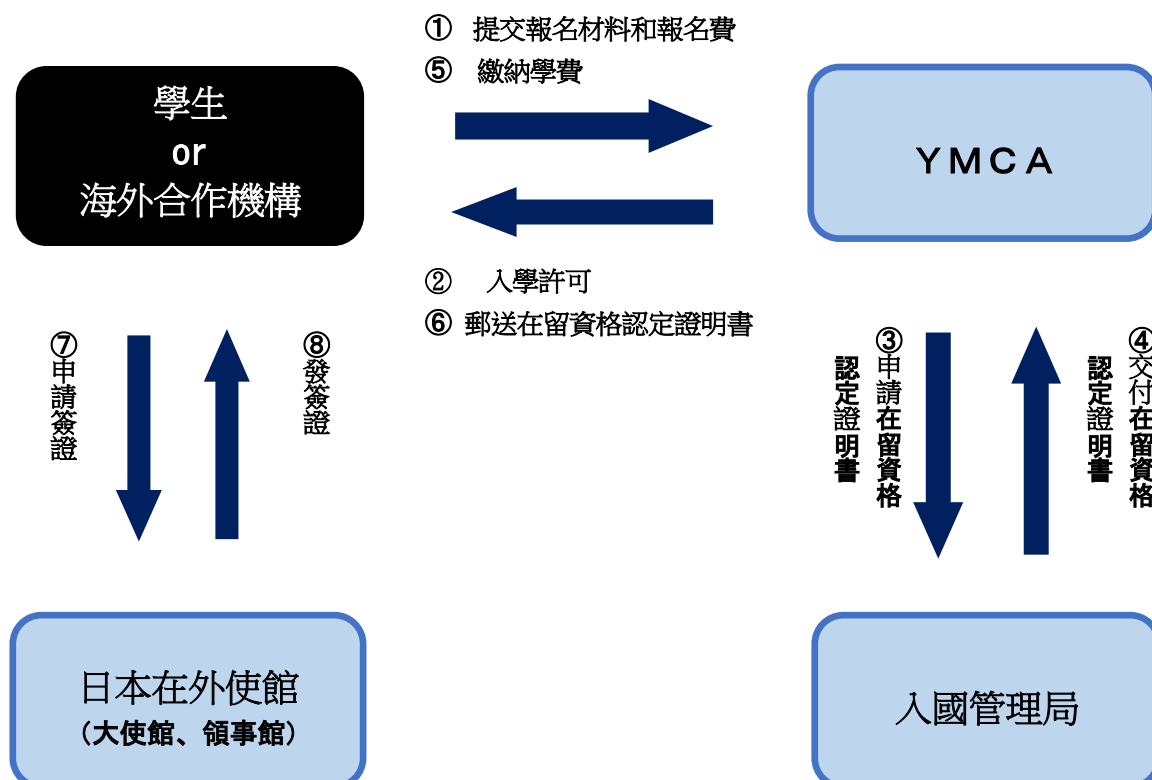 ① 提交報名材料和報名費
⑤ 繳納學費
學生
or
海外合作機構
ＹＭＣＡ
② 入學許可
⑥ 郵送在留資格認定證明書
⑦申請簽證
⑧發簽證
③申請在留資格
認定證明書
④交付在留資格
認定證明書
日本在外使館
（大使館、領事館）
入國管理局